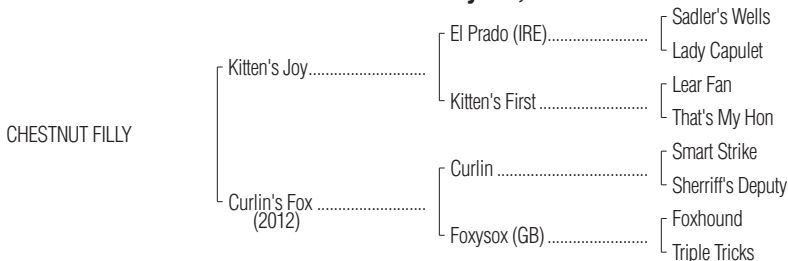 Sadler's Wells
El Prado (IRE)
Lady Capulet
Kitten's Joy
Lear Fan
Kitten's First
That's My Hon
CHESTNUT FILLY
Smart Strike
Curlin
Sherriff's Deputy
Curlin's Fox
(2012)
Foxhound
Foxysox (GB)
Triple Tricks